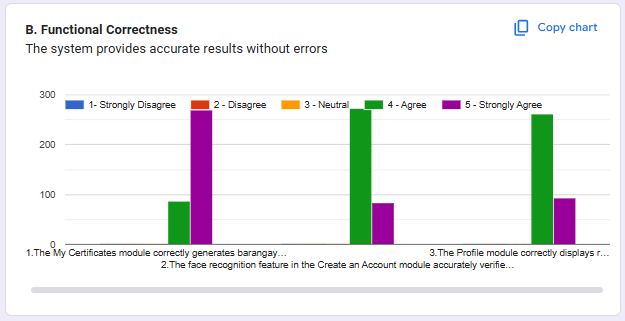 B. Functional Correctness
Copy chart
The system provides accurate results without errors
300
1- Strongly Disagree
2 - Disagree
3 - Neutral
4 - Agree
5 - Strongly Agree
200
100
0
1.The My Certificates module correctly generates barangay…
3.The Profile module correctly displays r…
2.The face recognition feature in the Create an Account module accurately verifie…